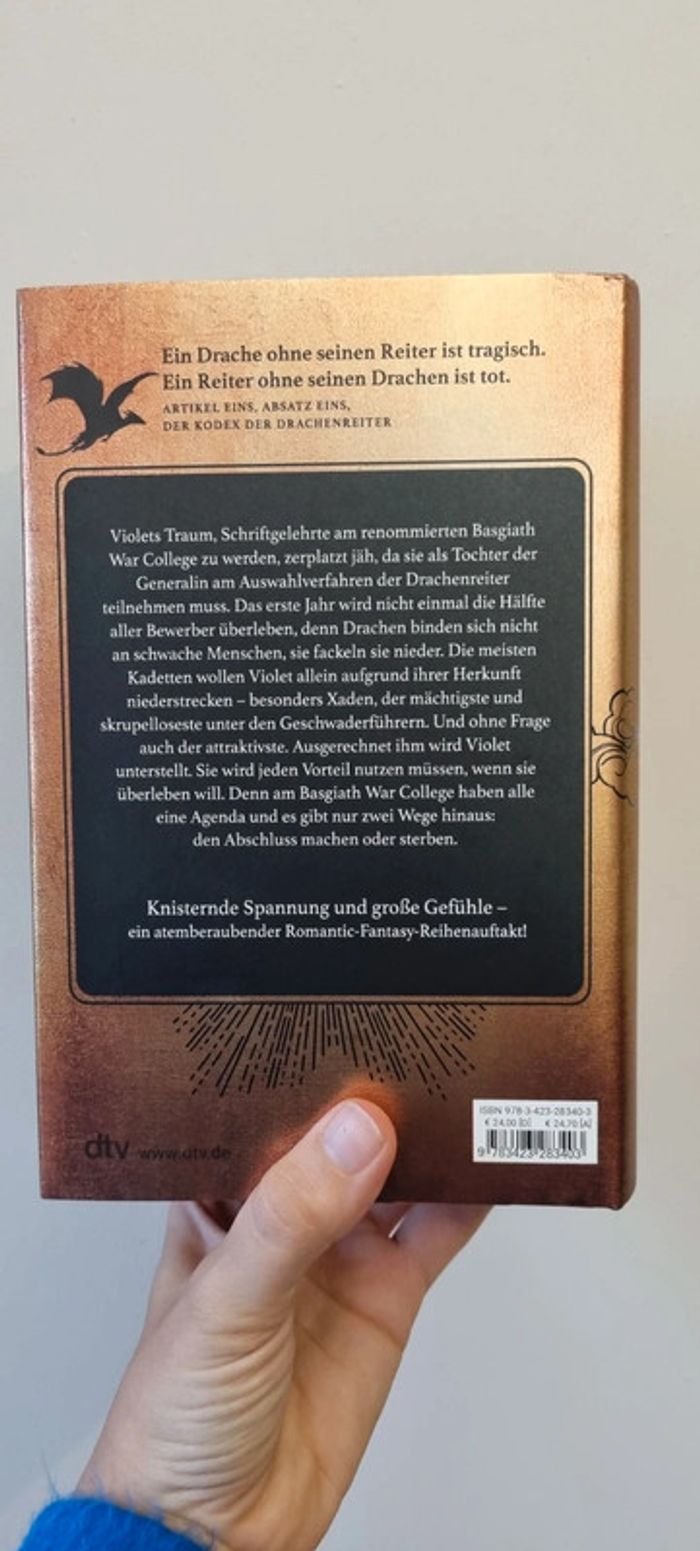 Ein Drache ohne seinen Reiter ist tragisch.
Ein Reiter ohne seinen Drachen ist tot.
ARTIKEL EINS, ABSATZ EINS,
DER KODEX DER DRACHENREITER
Violets Traum, Schriftgelehrte am renommierten Basgiath
War College zu werden, zerplatzt jäh, da sie als Tochter der
Generalin am Auswahlverfahren der Drachenreiter
teilnehmen muss. Das erste Jahr wird nicht einmal die Hälfte
aller Bewerber überleben, denn Drachen binden sich nicht
an schwache Menschen, sie fackeln sie nieder. Die meisten
Kadetten wollen Violet allein aufgrund ihrer Herkunft
niederstrecken – besonders Xaden, der mächtigste und
skrupelloseste unter den Geschwaderführern. Und ohne Frage
auch der attraktivste. Ausgerechnet ihm wird Violet
unterstellt. Sie wird jeden Vorteil nutzen müssen, wenn sie
überleben will. Denn am Basgiath War College haben alle
eine Agenda und es gibt nur zwei Wege hinaus:
den Abschluss machen oder sterben.
Knisternde Spannung und große Gefühle –
ein atemberaubender Romantic-Fantasy-Reihenauftakt!
dtv www.dtv.de
ISBN 978-3-423-28340-3
€ 24,00 [D] € 24,70 [A]
9 783423 283403